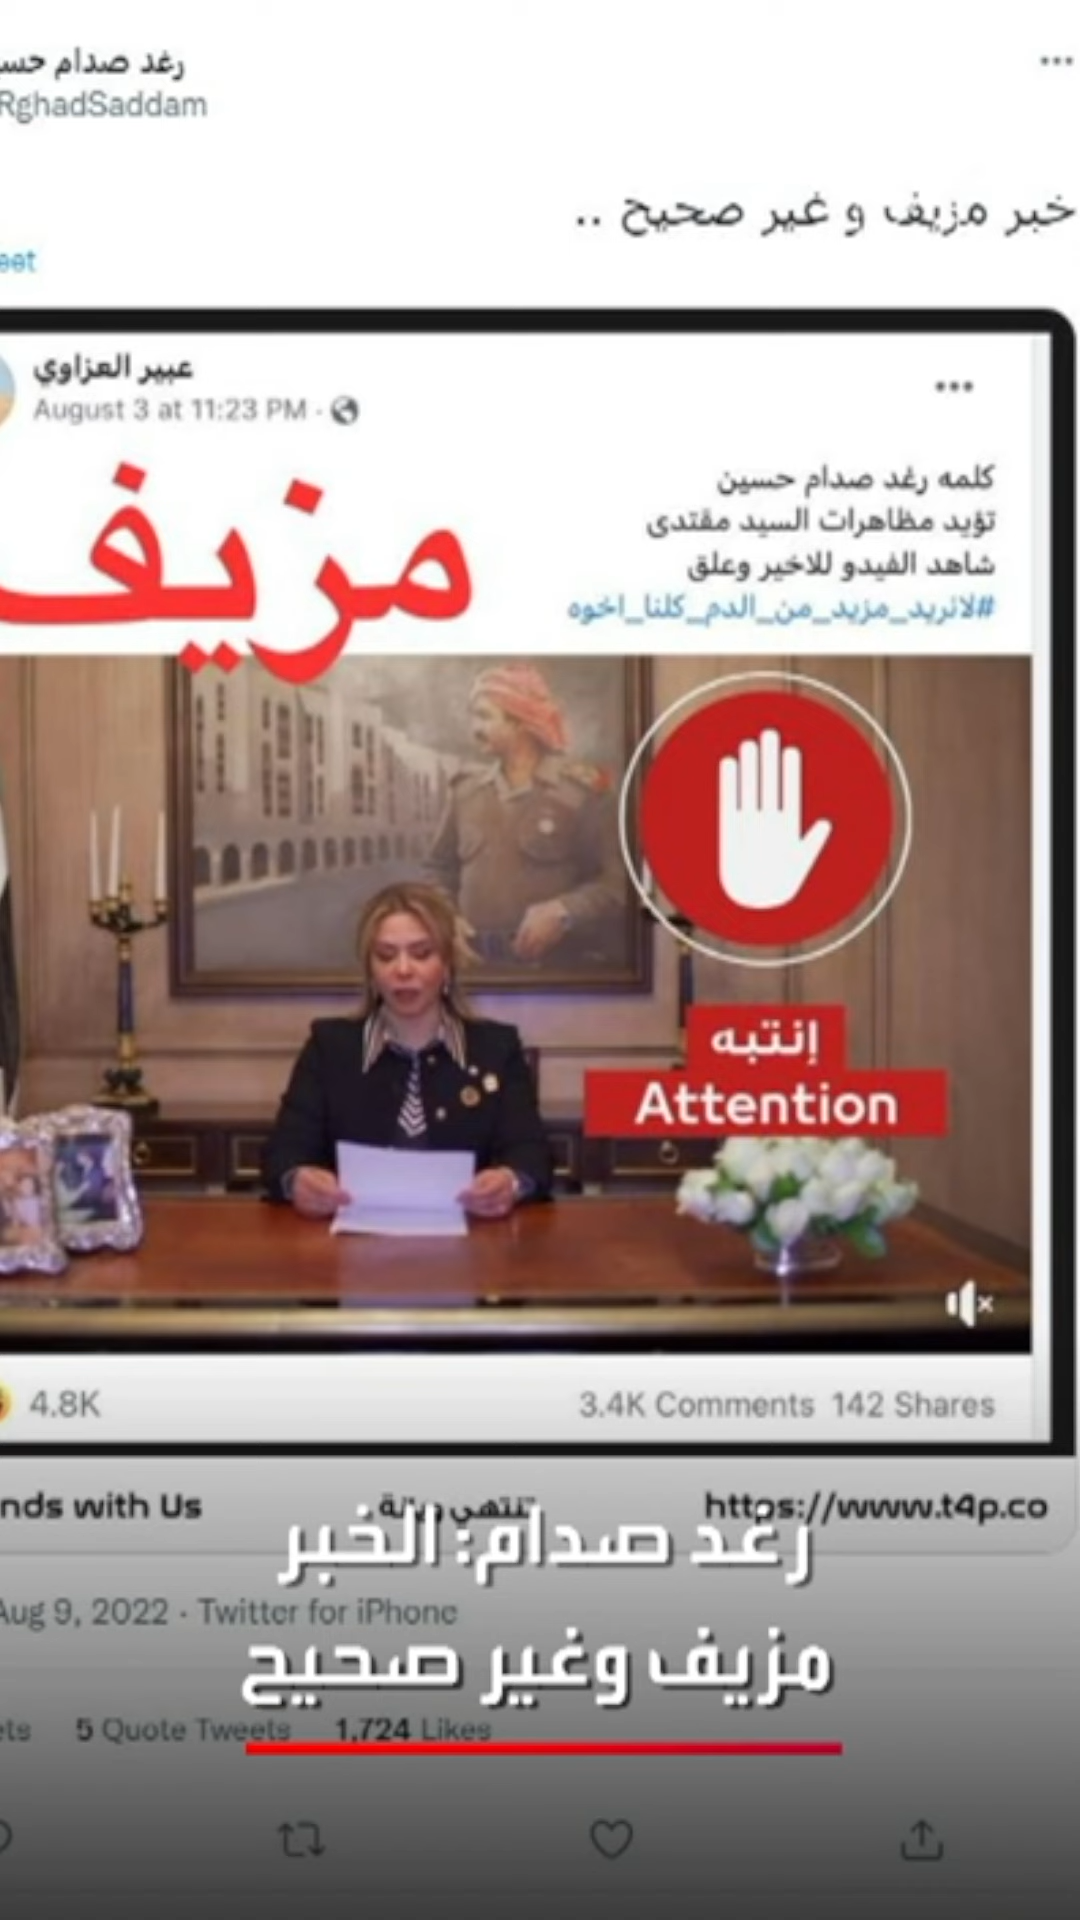 رغد صدام
RghadSaddam
خبر مزيف و غير صحيح ..
عبير العزاوي
August 3 at 11:23 PM ·
كلمه رغد صدام حسين
تؤيد مظاهرات السيد مقتدى
شاهد الفيدو للاخير وعلق
#لانريد_مزيد_من_الدم_كلنا_اخوه
مزيف
إنتبه
Attention
4.8K
3.4K Comments 142 Shares
with Us
https://www.t4p.co
رغد صدام: الخبر
Aug 9, 2022 · Twitter for iPhone
مزيف وغير صحيح
5 Quote Tweets 1,724 Likes